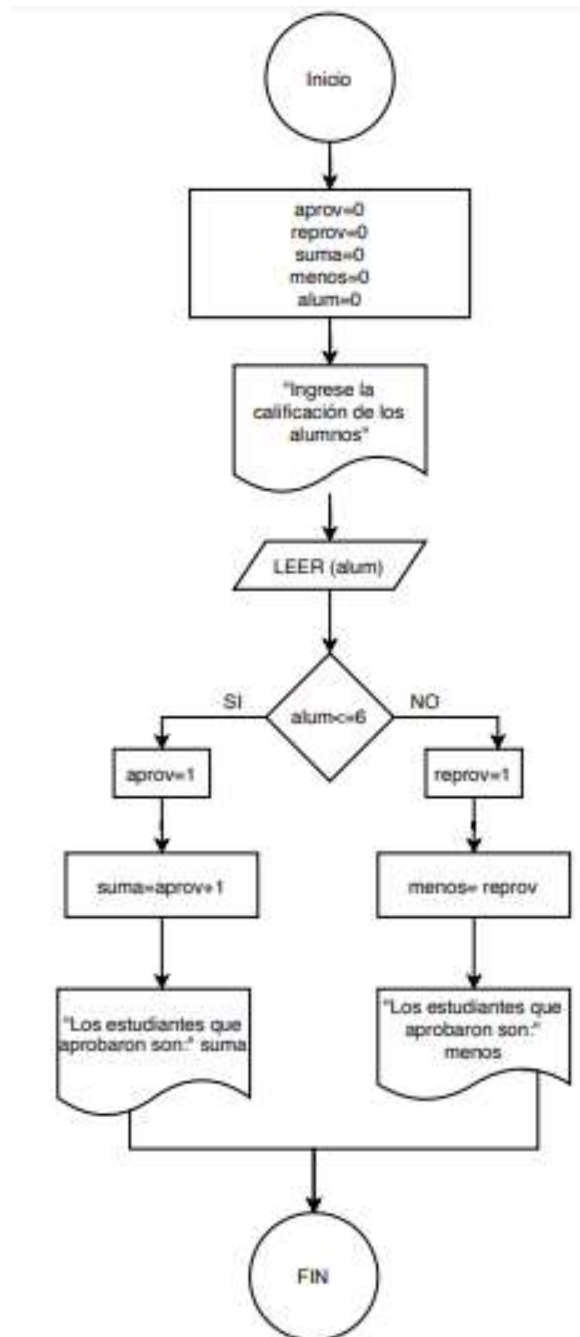 Inicio
aprov=0
reprov=0
suma=0
menos=0
alum=0
"Ingrese la
calificación de los
alumnos"
LEER (alum)
alum<=6
SI
NO
aprov=1
reprov=1
suma=aprov+1
menos= reprov
"Los estudiantes que
aprobaron son:" suma
"Los estudiantes que
aprobaron son:"
menos
FIN